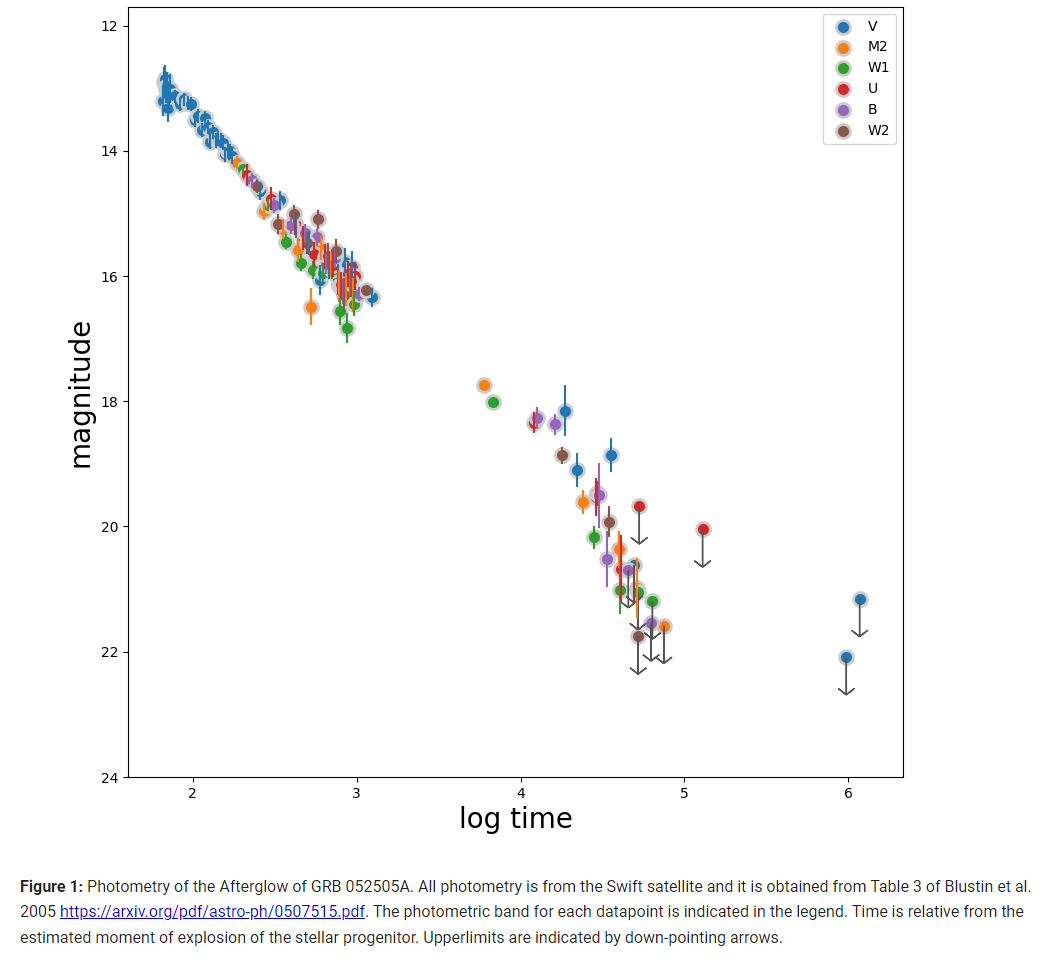 12
14
16
18
20
22
24
magnitude
V
M2
W1
U
B
W2
2
3
4
5
6
log time
Figure 1: Photometry of the Afterglow of GRB 052505A. All photometry is from the Swift satellite and it is obtained from Table 3 of Blustin et al.
2005 https://arxiv.org/pdf/astro-ph/0507515.pdf. The photometric band for each datapoint is indicated in the legend. Time is relative from the
estimated moment of explosion of the stellar progenitor. Upperlimits are indicated by down-pointing arrows.